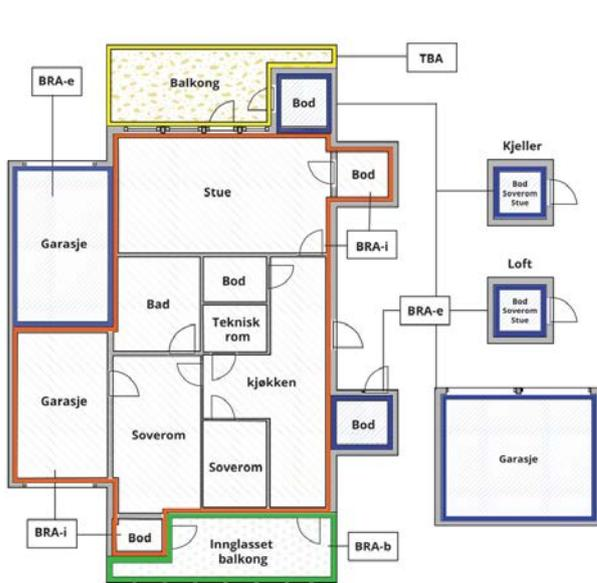 TBA
BRA-e
Balkong
Bod
Kjeller
Bod
Soverom
Stue
Stue
Bod
Garasje
BRA-i
Loft
Bod
Soverom
Stue
Bod
Bad
Teknisk
rom
BRA-e
kjøkken
Garasje
Soverom
Bod
Soverom
Garasje
BRA-i
Bod
Innglasset
balkong
BRA-b